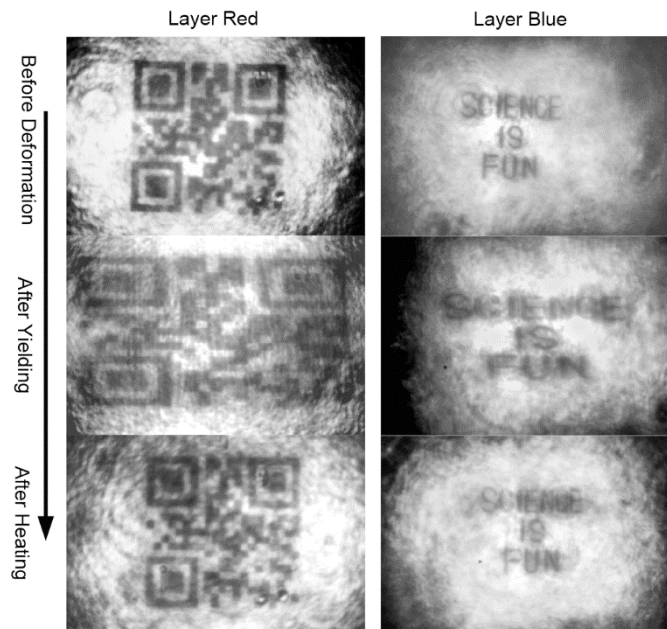 Layer Red
Layer Blue
Before Deformation
SCIENCE
IS
FUN
After Yielding
SCIENCE
IS
FUN
After Heating
SCIENCE
IS
FUN